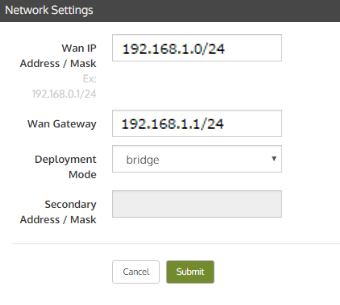 Network Settings
Wan IP
Address / Mask
Ex:
192.168.0.1/24
192.168.1.0/24
Wan Gateway
192.168.1.1/24
Deployment
Mode
bridge
Secondary
Address / Mask
Cancel
Submit